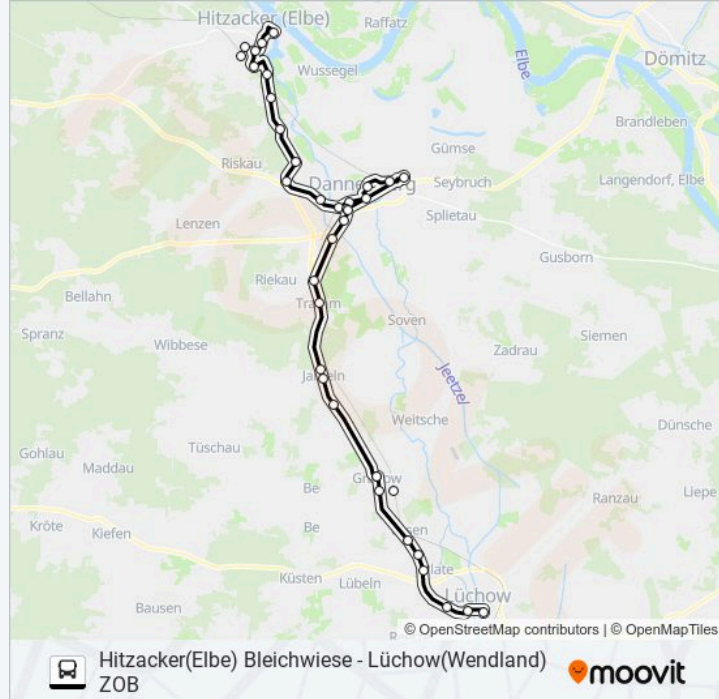 Hitzacker (Elbe)
Raffatz
Elbe
Dömitz
Wussegel
Brandleben
Gümse
Riskau
Seybruch
Langendorf, Elbe
Splietau
Lenzen
Gusborn
Riekau
Bellahn
Soven
Siemen
Spranz
Wibbese
Zadrau
Jeetzel
Weitsche
Dünsche
Gohlau
Tüschau
Maddau
Be
Ranzau
Liepe
Kröte
Kiefen
Be
Küsten
Lübeln
Lüchow
Bausen
© OpenStreetMap contributors | © OpenMapTiles
Hitzacker(Elbe) Bleichwiese - Lüchow(Wendland)
ZOB
moovit